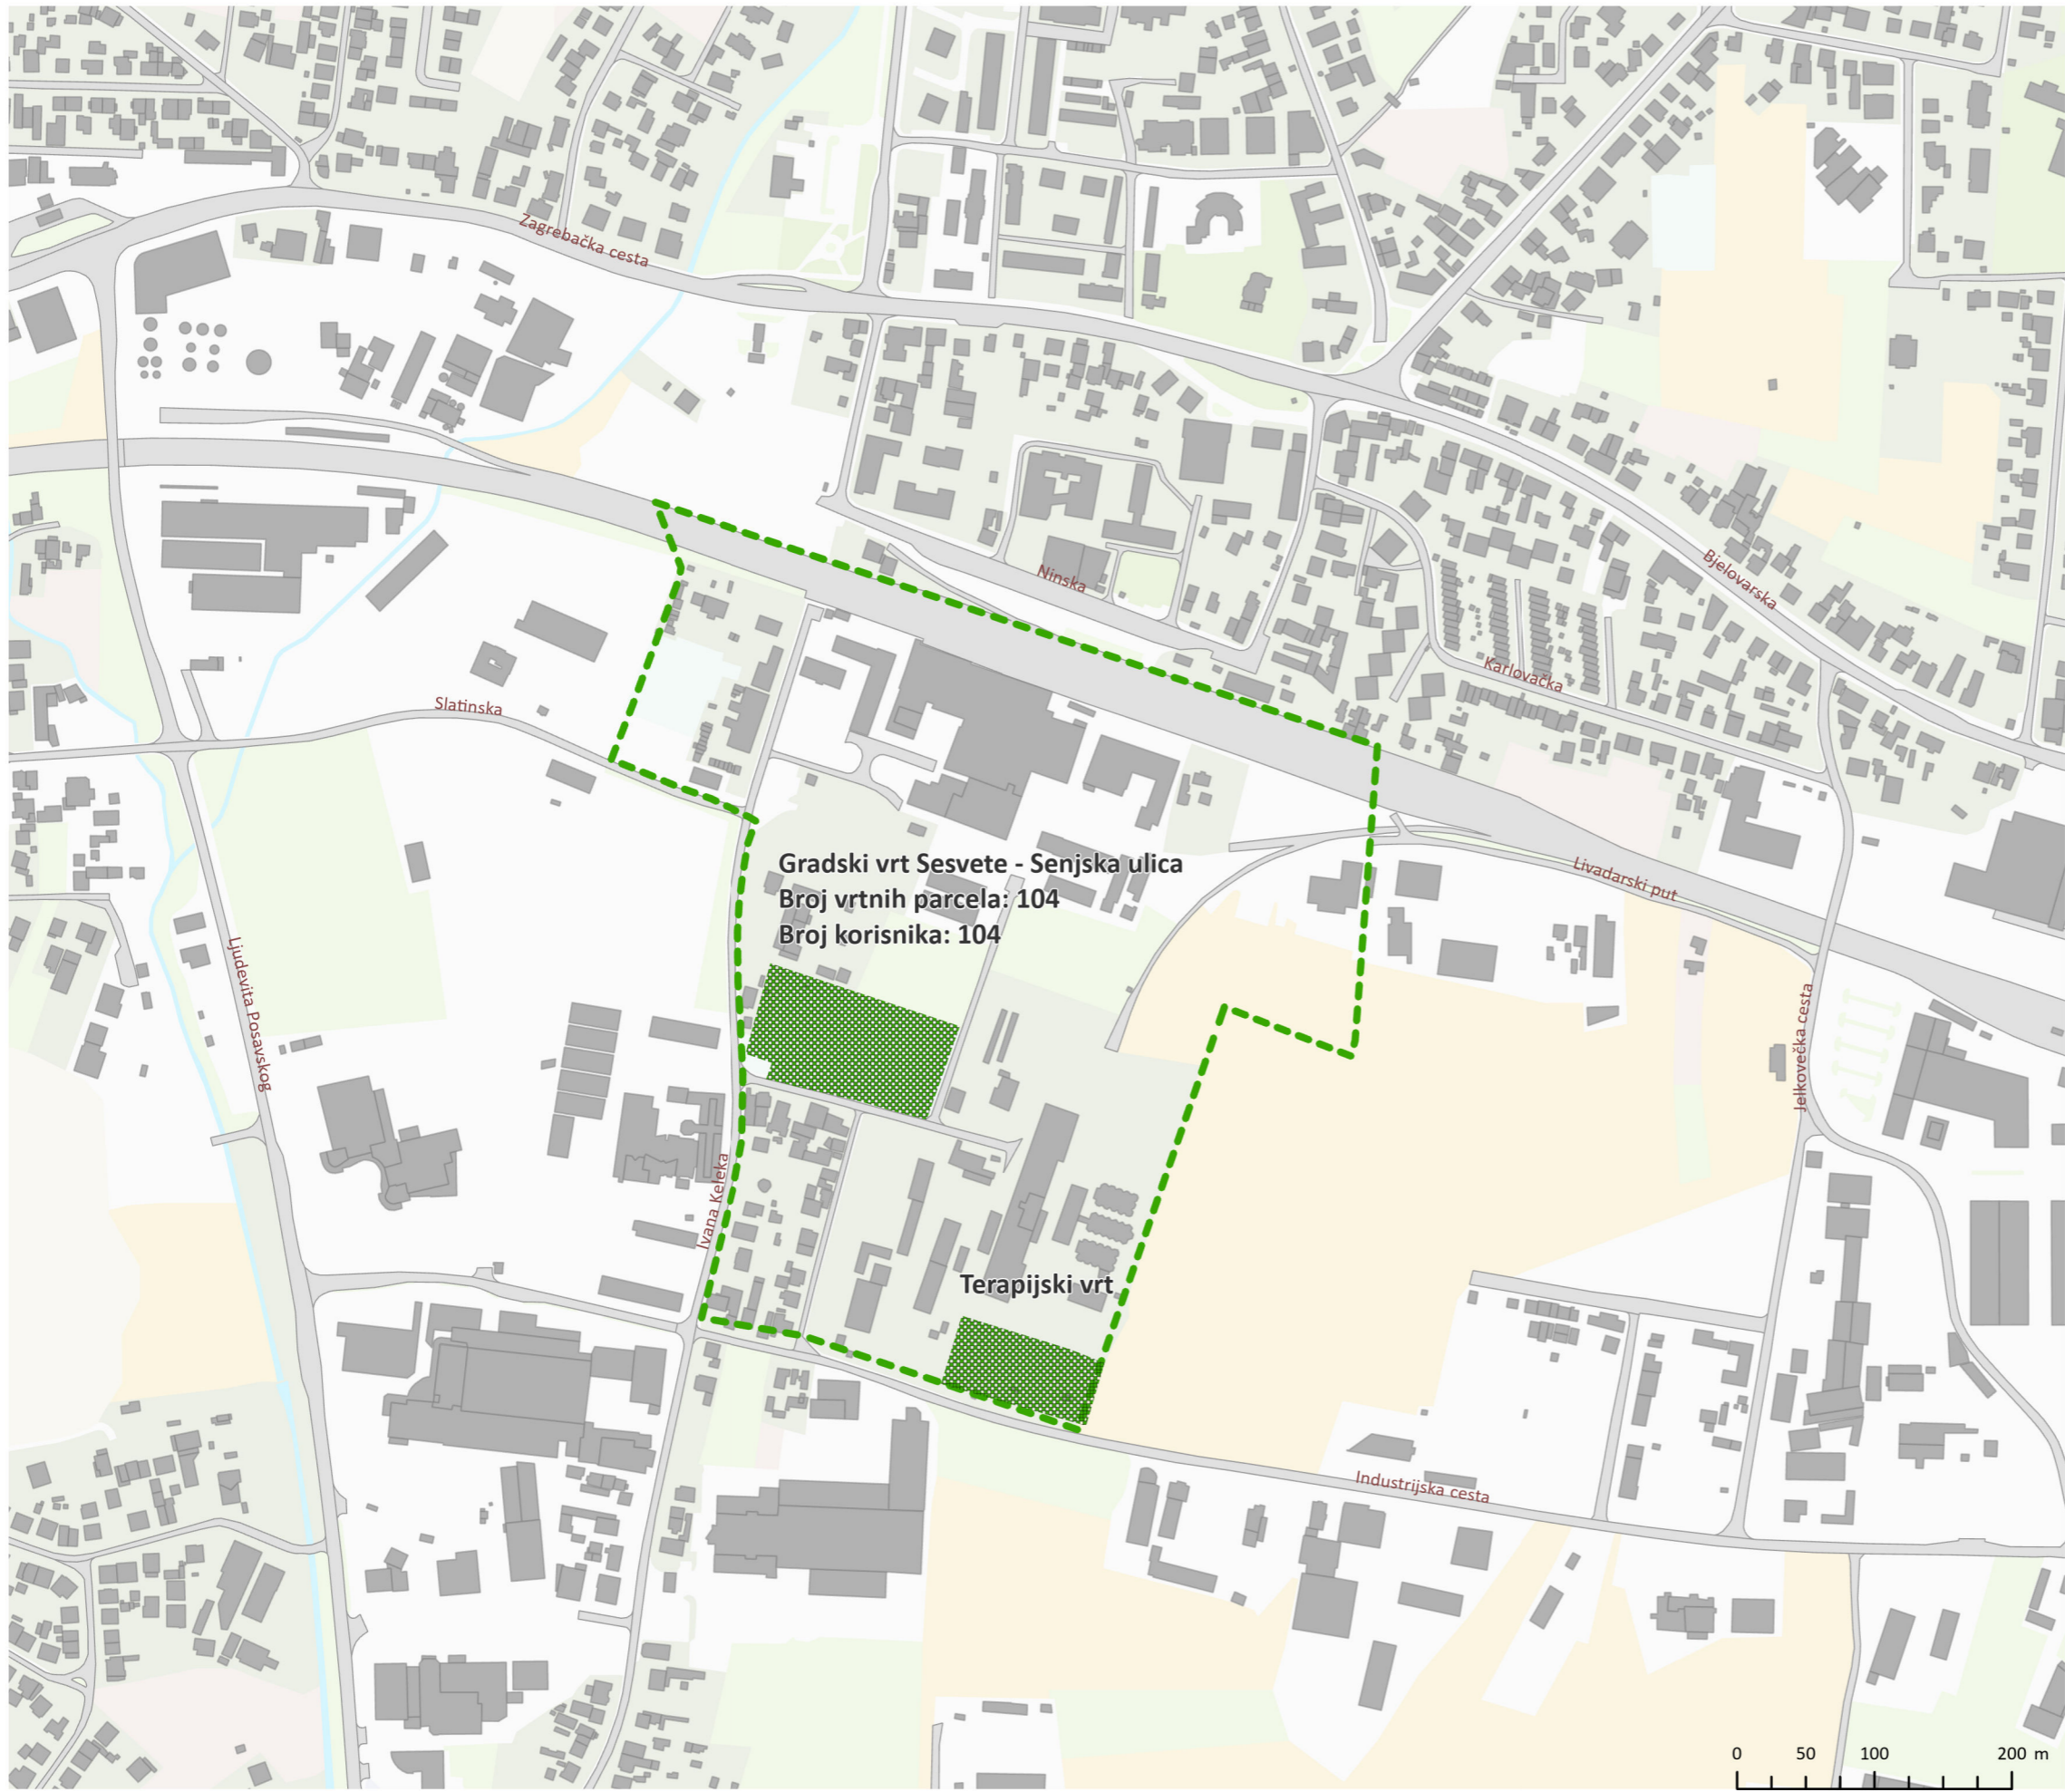 Zagrebačka cesta
Ninska
Bjelovarska
Karlovačka
Slatinska
Gradski vrt Sesvete - Senjska ulica
Broj vrtnih parcela: 104
Broj korisnika: 104
Livadarski put
Ljudevita Posavskog
Jelkovečka cesta
Ivana Keleka
Terapijski vrt
Industrijska cesta
0 50 100 200 m